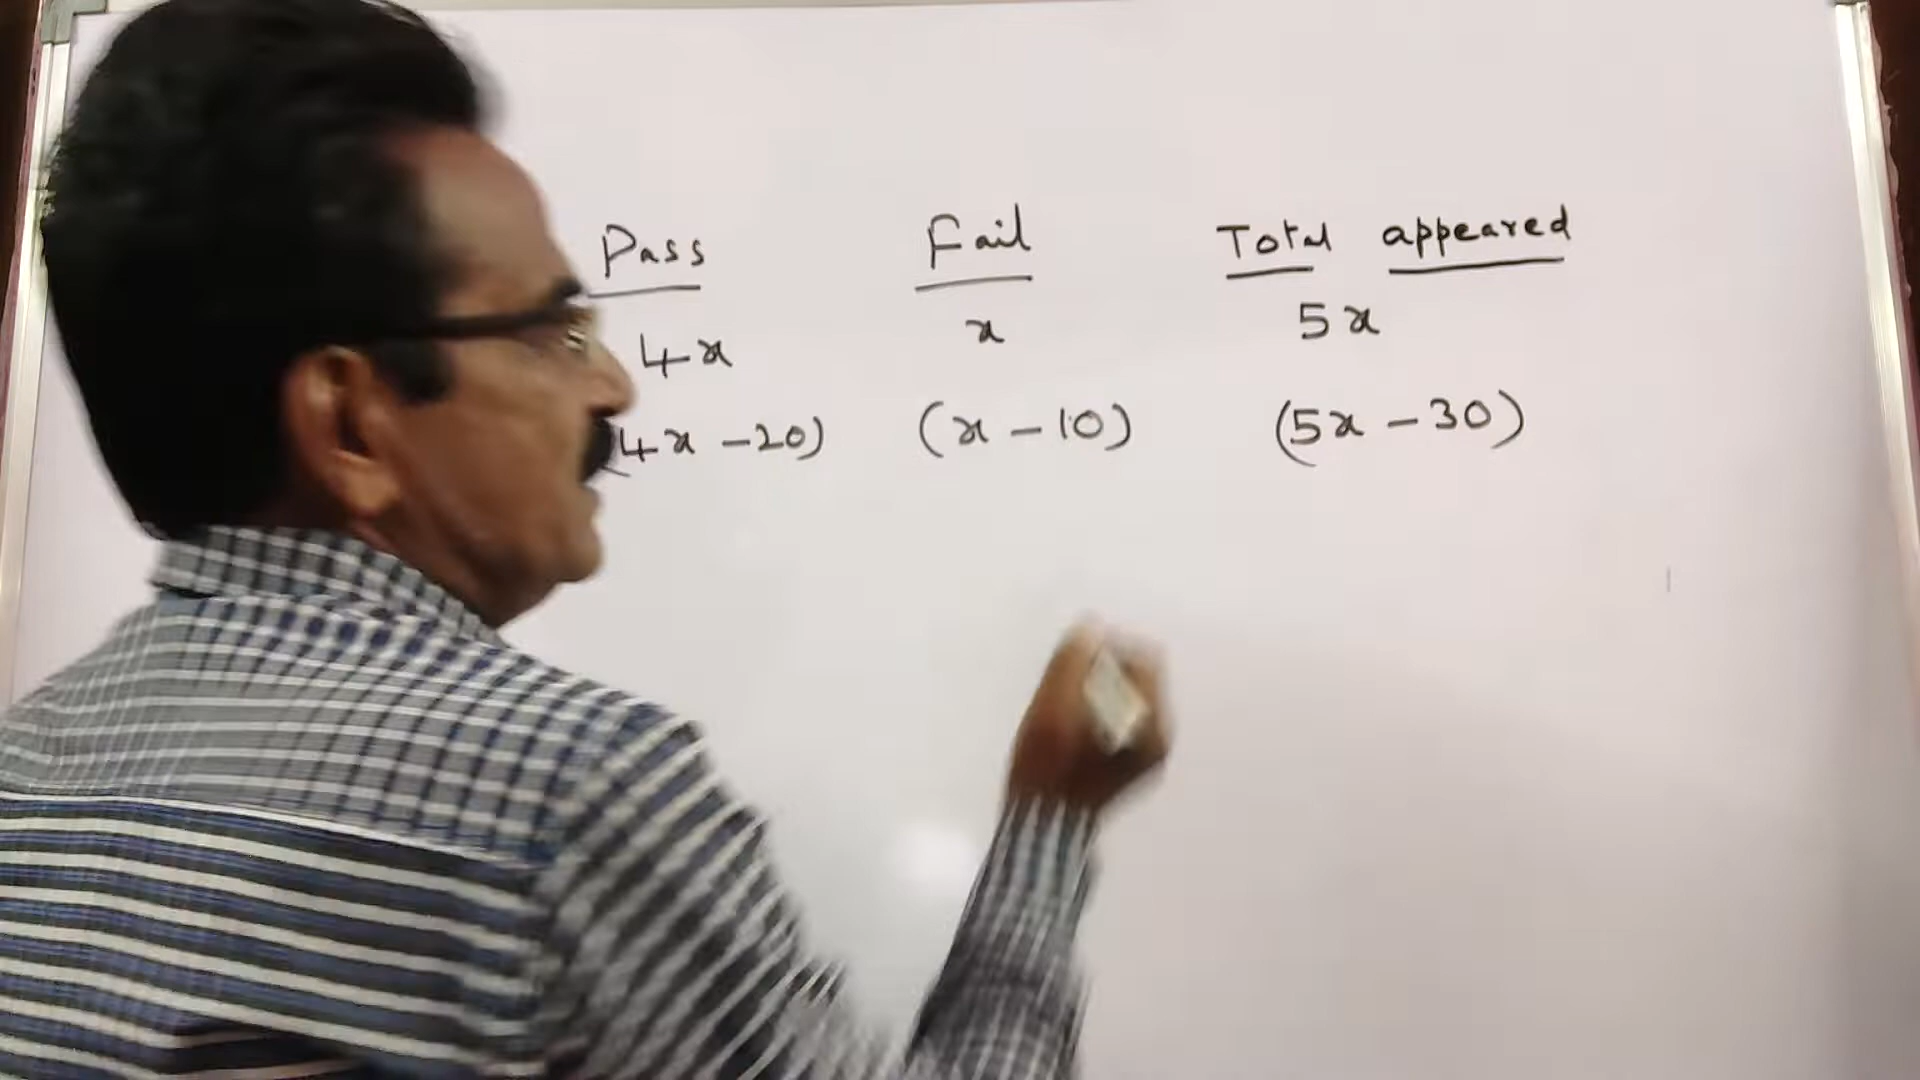 Pass Fail Total appeared
4x x 5x
(4x - 20) (x - 10) (5x - 30)